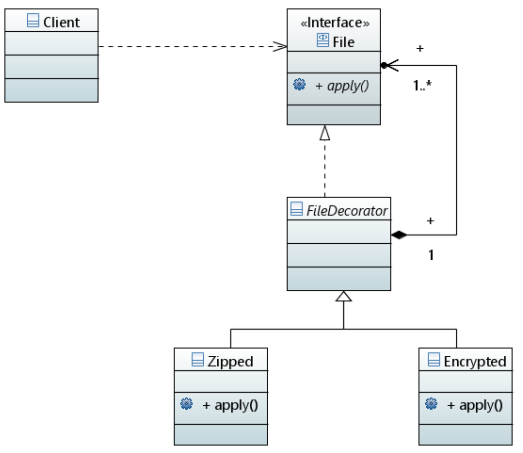 Client
«Interface»
File
+ apply()
+
1..*
FileDecorator
+
1
Zipped
+ apply()
Encrypted
+ apply()